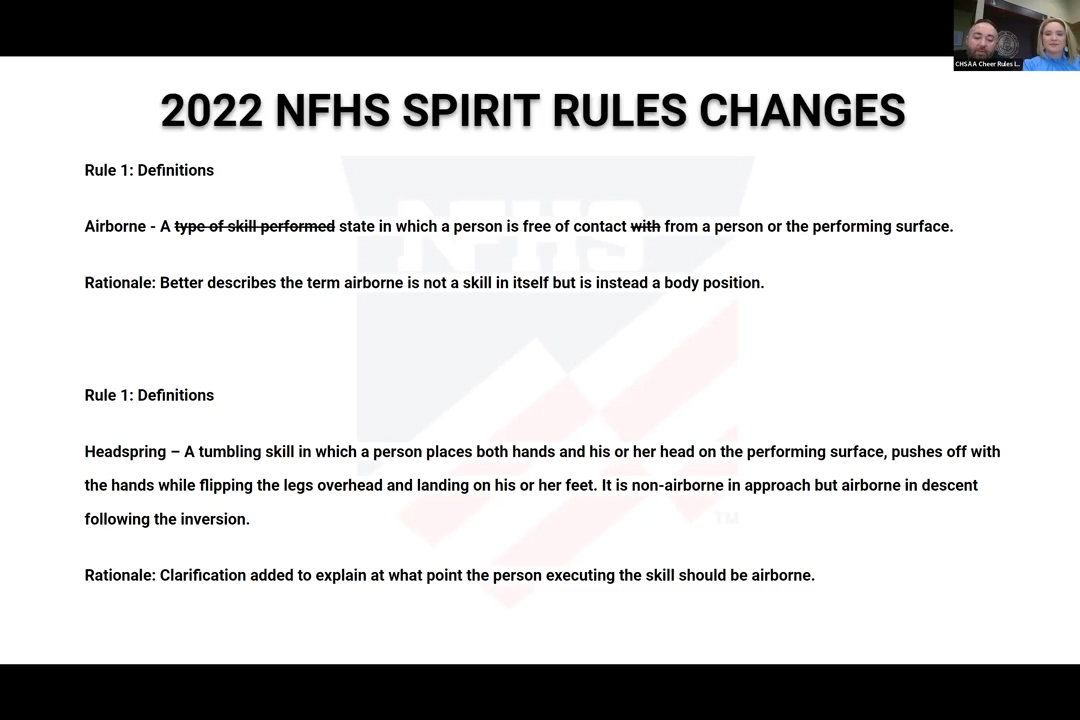 CHSAA Cheer Rules I...
2022 NFHS SPIRIT RULES CHANGES
Rule 1: Definitions
Airborne - A type of skill performed state in which a person is free of contact with from a person or the performing surface.
Rationale: Better describes the term airborne is not a skill in itself but is instead a body position.
Rule 1: Definitions
Headspring – A tumbling skill in which a person places both hands and his or her head on the performing surface, pushes off with
the hands while flipping the legs overhead and landing on his or her feet. It is non-airborne in approach but airborne in descent
following the inversion.
Rationale: Clarification added to explain at what point the person executing the skill should be airborne.
NFHS
TM